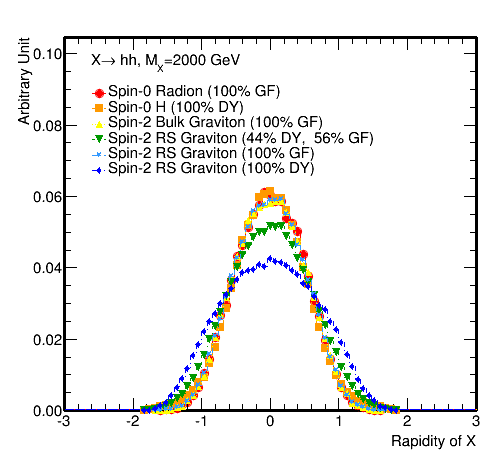 Arbitrary Unit
0.10
0.08
0.06
0.04
0.02
0.00
X→ hh, M_X=2000 GeV
Spin-0 Radion (100% GF)
Spin-0 H (100% DY)
Spin-2 Bulk Graviton (100% GF)
Spin-2 RS Graviton (44% DY, 56% GF)
Spin-2 RS Graviton (100% GF)
Spin-2 RS Graviton (100% DY)
-3 -2 -1 0 1 2 3
Rapidity of X